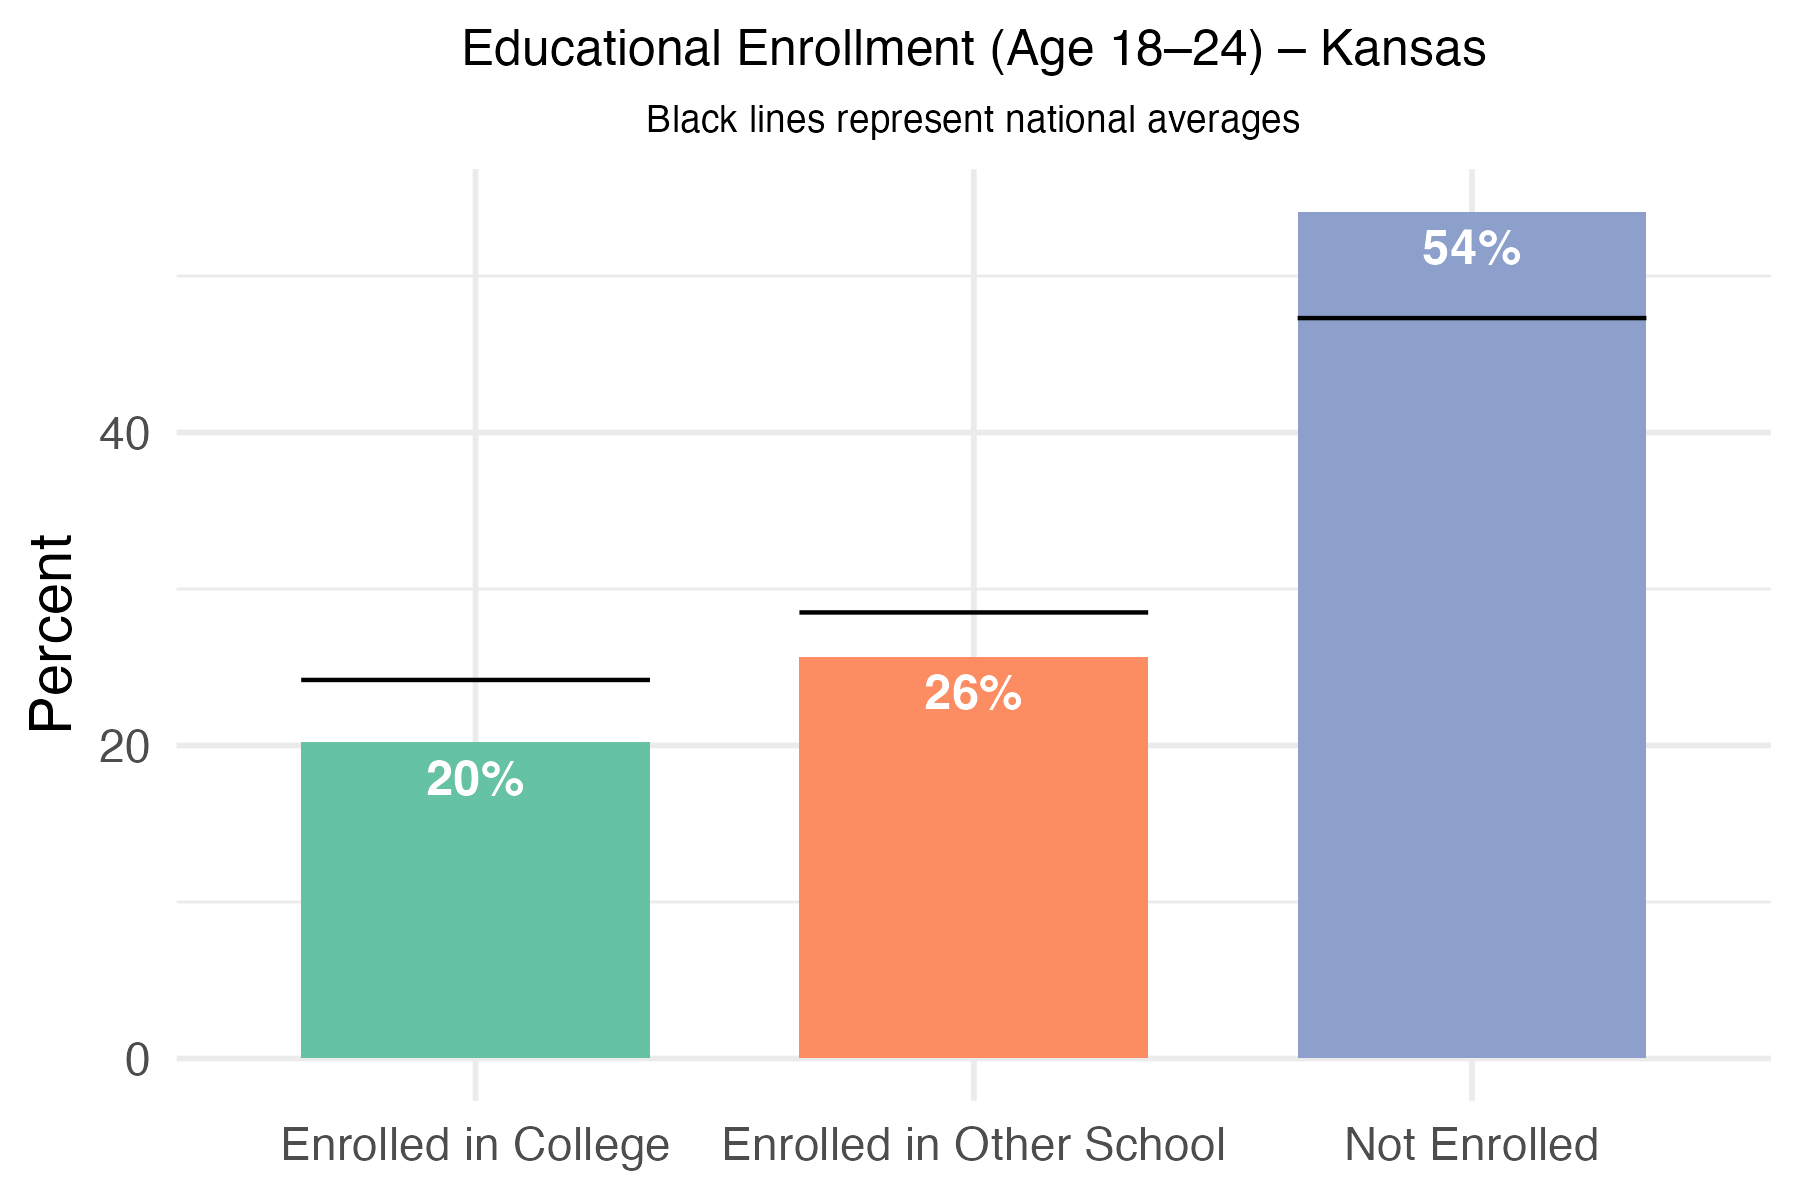 Educational Enrollment (Age 18–24) – Kansas
Black lines represent national averages
Percent
40
20
0
20%
26%
54%
Enrolled in College
Enrolled in Other School
Not Enrolled